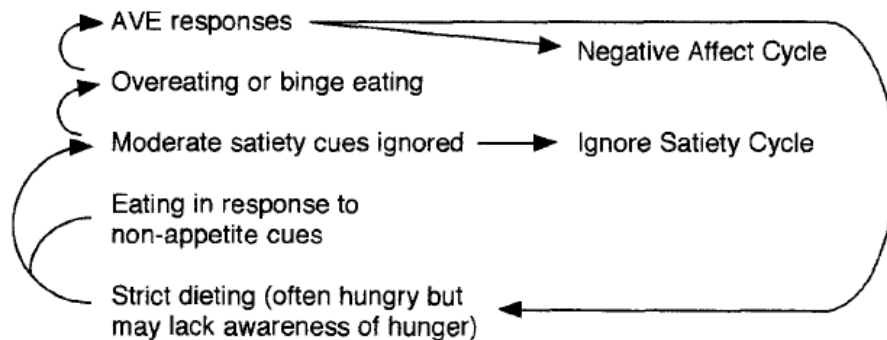 AVE responses
Negative Affect Cycle
Overeating or binge eating
Moderate satiety cues ignored
Ignore Satiety Cycle
Eating in response to
non-appetite cues
Strict dieting (often hungry but
may lack awareness of hunger)